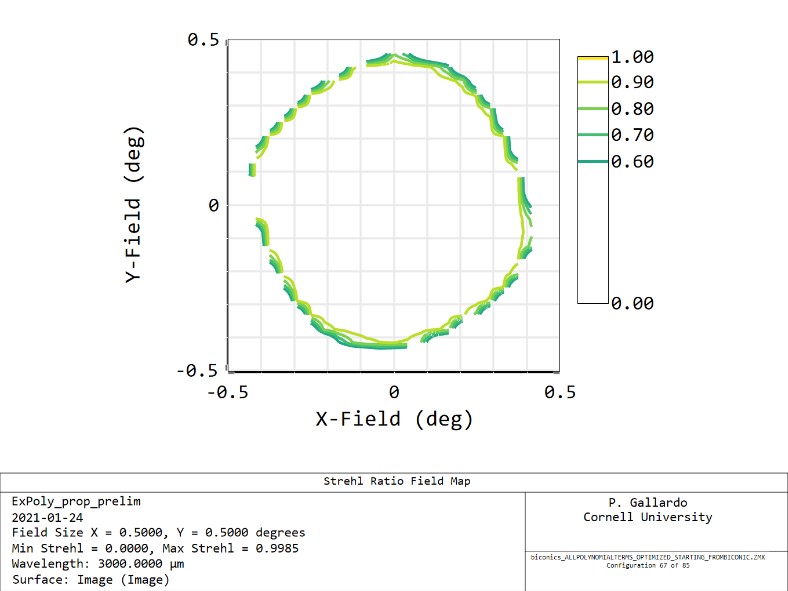 0.5
0
-0.5
-0.5
0
0.5
Y-Field (deg)
X-Field (deg)
1.00
0.90
0.80
0.70
0.60
0.00
Strehl Ratio Field Map
ExPoly_prop_prelim
2021-01-24
Field Size X = 0.5000, Y = 0.5000 degrees
Min Strehl = 0.0000, Max Strehl = 0.9985
Wavelength: 3000.0000 µm
Surface: Image (Image)
P. Gallardo
Cornell University
biconics_ALLPOLYNOMIALTERMS_OPTIMIZED_STARTING_FROMBICONIC.ZMX
Configuration 67 of 85